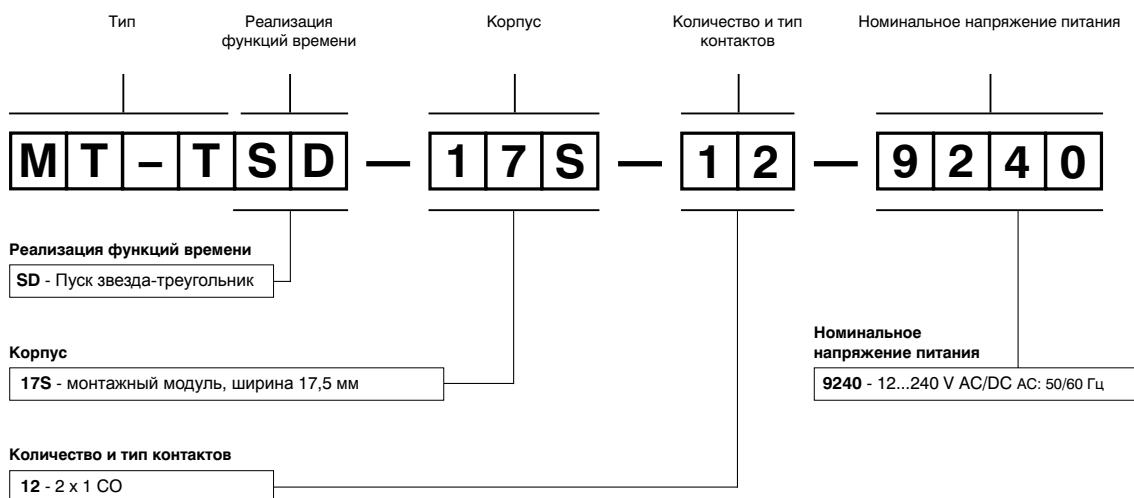 Тип
Реализация
функций времени
Корпус
Количество и тип
контактов
Номинальное напряжение питания
MT–TSD — 17S — 12 — 9240
Реализация функций времени
SD - Пуск звезда-треугольник
Корпус
17S - монтажный модуль, ширина 17,5 мм
Номинальное
напряжение питания
9240 - 12...240 V AC/DC AC: 50/60 Гц
Количество и тип контактов
12 - 2 x 1 CO